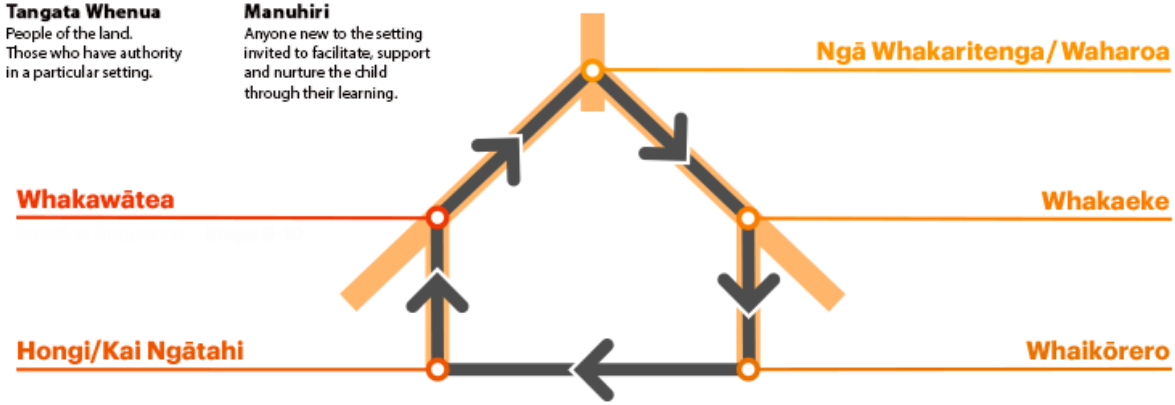 Tangata Whenua
People of the land.
Those who have authority
in a particular setting.
Manuhiri
Anyone new to the setting
invited to facilitate, support
and nurture the child
through their learning.
Ngā Whakaritenga/Waharoa
Whakawātea
Whakaeke
Hongi/Kai Ngātahi
Whaikōrero